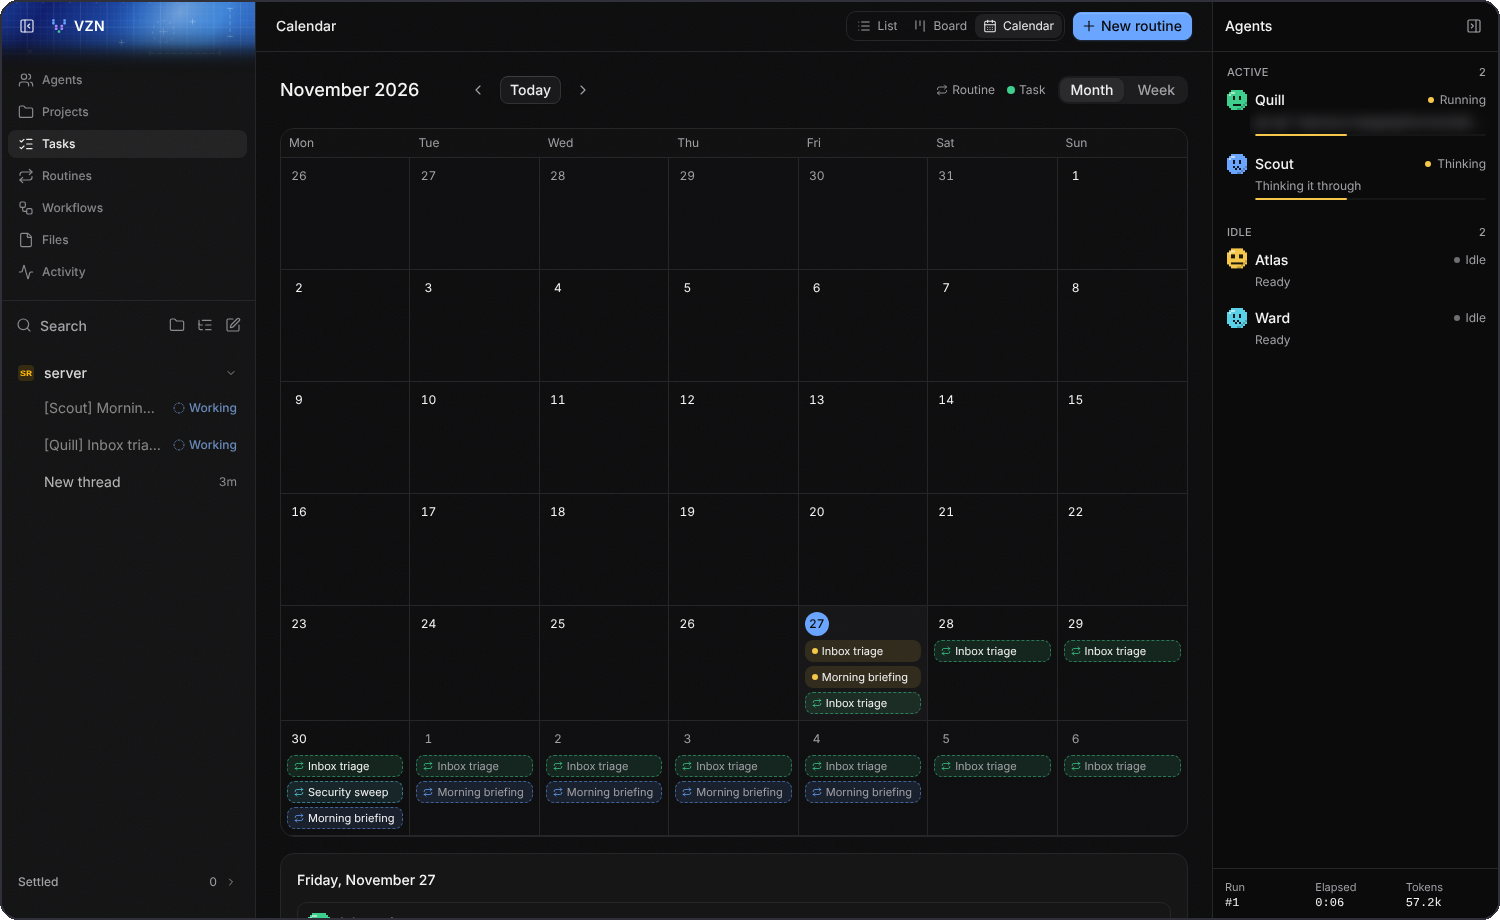 VZN
Agents
Projects
Tasks
Routines
Workflows
Files
Activity
Search
SR server
[Scout] Mornin... Working
[Quill] Inbox tria... Working
New thread 3m
Settled 0
Calendar
List Board Calendar + New routine
November 2026 Today
Routine Task Month Week
Mon Tue Wed Thu Fri Sat Sun
26 27 28 29 30 31 1
2 3 4 5 6 7 8
9 10 11 12 13 14 15
16 17 18 19 20 21 22
23 24 25 26 27 28 29
Inbox triage Inbox triage Inbox triage
Morning briefing
Inbox triage
30 1 2 3 4 5 6
Inbox triage Inbox triage Inbox triage Inbox triage Inbox triage Inbox triage Inbox triage
Security sweep Morning briefing Morning briefing Morning briefing Morning briefing
Morning briefing
Friday, November 27
Agents
ACTIVE 2
Quill Running
Scout Thinking
Thinking it through
IDLE 2
Atlas Idle
Ready
Ward Idle
Ready
Run Elapsed Tokens
#1 0:06 57.2k